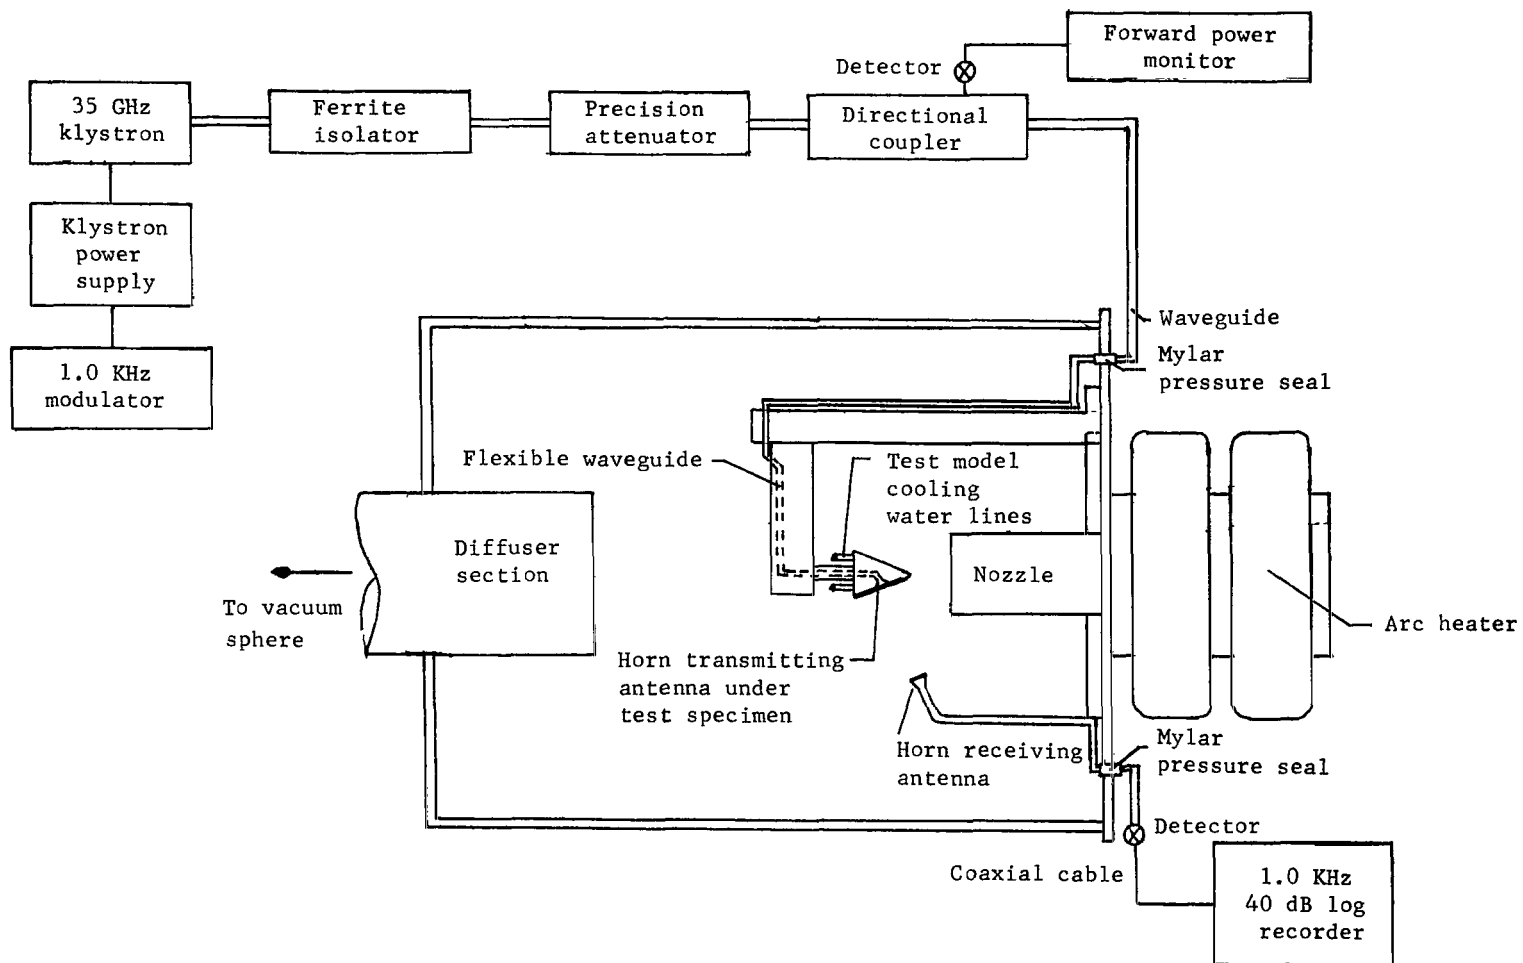 Forward power
monitor
Detector
35 GHz
klystron
Ferrite
isolator
Precision
attenuator
Directional
coupler
Klystron
power
supply
1.0 KHz
modulator
Waveguide
Mylar
pressure seal
Flexible waveguide
Test model
cooling
water lines
Diffuser
section
Nozzle
To vacuum
sphere
Arc heater
Horn transmitting
antenna under
test specimen
Horn receiving
antenna
Mylar
pressure seal
Detector
Coaxial cable
1.0 KHz
40 dB log
recorder